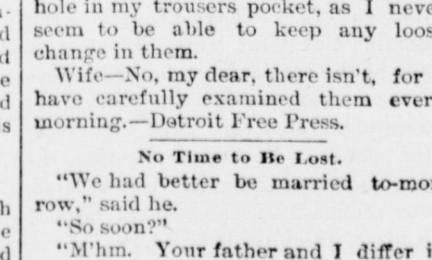 hole in my trousers pocket, as I neve
seem to be able to keep any loos
change in them.
Wife—No, my dear, there isn't, for
have carefully examined them ever
morning.—Detroit Free Press.
No Time to Be Lost.
"We had better be married to-mo
row," said he.
"So soon?"
"M'hm. Your father and I differ i